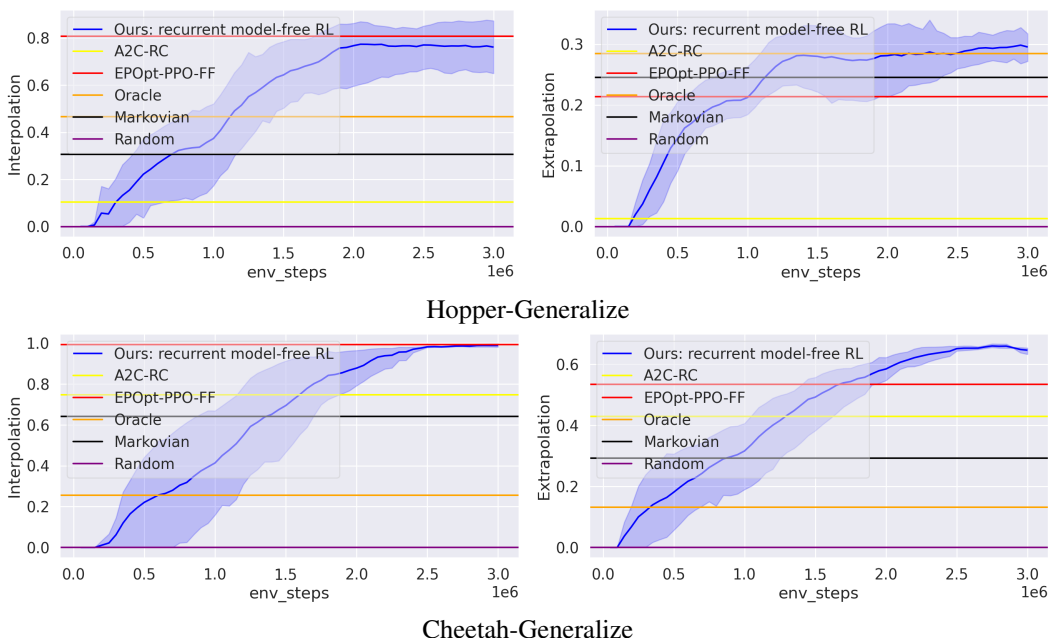 Interpolation
0.8
0.6
0.4
0.2
0.0
Ours: recurrent model-free RL
A2C-RC
EPOpt-PPO-FF
Oracle
Markovian
Random
0.0 0.5 1.0 1.5 2.0 2.5 3.0
env_steps
1e6
Extrapolation
0.3
0.2
0.1
0.0
Ours: recurrent model-free RL
A2C-RC
EPOpt-PPO-FF
Oracle
Markovian
Random
0.0 0.5 1.0 1.5 2.0 2.5 3.0
env_steps
1e6
Hopper-Generalize
Interpolation
1.0
0.8
0.6
0.4
0.2
0.0
Ours: recurrent model-free RL
A2C-RC
EPOpt-PPO-FF
Oracle
Markovian
Random
0.0 0.5 1.0 1.5 2.0 2.5 3.0
env_steps
1e6
Extrapolation
0.6
0.4
0.2
0.0
Ours: recurrent model-free RL
A2C-RC
EPOpt-PPO-FF
Oracle
Markovian
Random
0.0 0.5 1.0 1.5 2.0 2.5 3.0
env_steps
1e6
Cheetah-Generalize